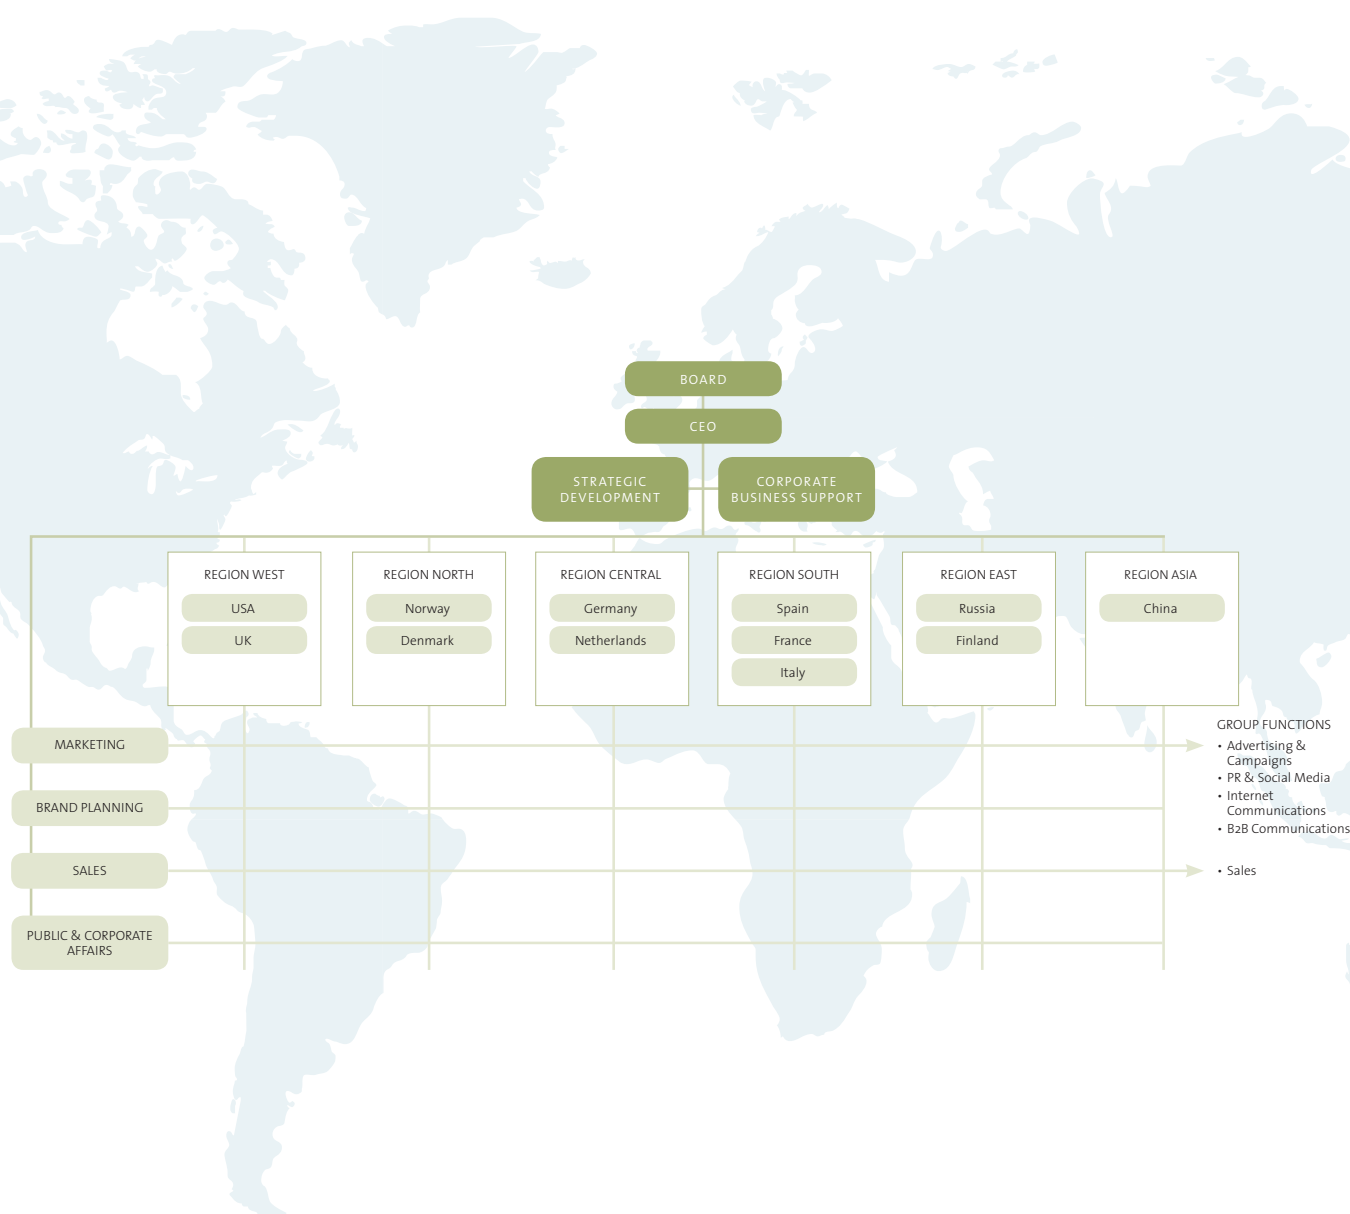 BOARD
CEO
STRATEGIC
DEVELOPMENT
CORPORATE
BUSINESS SUPPORT
REGION WEST
USA
UK
REGION NORTH
Norway
Denmark
REGION CENTRAL
Germany
Netherlands
REGION SOUTH
Spain
France
Italy
REGION EAST
Russia
Finland
REGION ASIA
China
MARKETING
BRAND PLANNING
SALES
PUBLIC & CORPORATE
AFFAIRS
GROUP FUNCTIONS
• Advertising &
Campaigns
• PR & Social Media
• Internet
Communications
• B2B Communications
• Sales